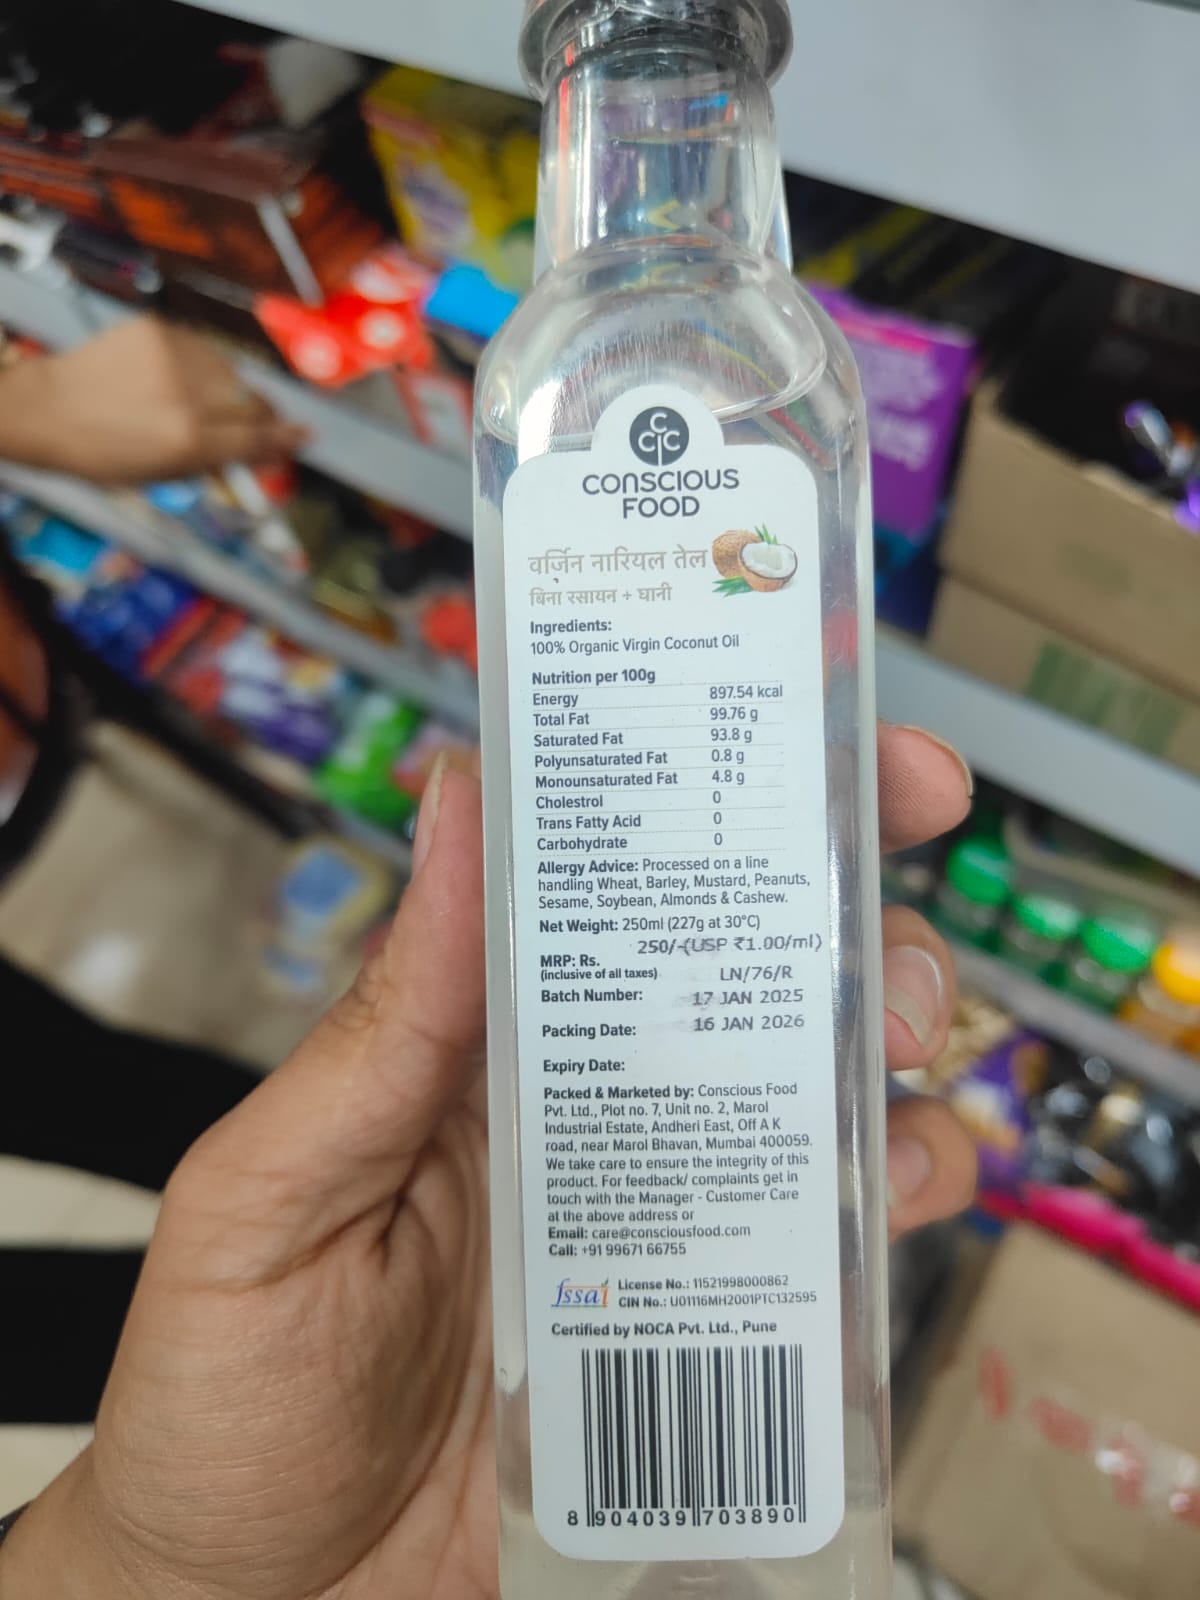 CCC
CONSCIOUS
FOOD
वर्जिन नारियल तेल
बिना रसायन + घानी
Ingredients:
100% Organic Virgin Coconut Oil
Nutrition per 100g
Energy 897.54 kcal
Total Fat 99.76 g
Saturated Fat 93.8 g
Polyunsaturated Fat 0.8 g
Monounsaturated Fat 4.8 g
Cholestrol 0
Trans Fatty Acid 0
Carbohydrate 0
Allergy Advice: Processed on a line
handling Wheat, Barley, Mustard, Peanuts,
Sesame, Soybean, Almonds & Cashew.
Net Weight: 250ml (227g at 30°C)
250/-(USP ₹1.00/ml)
MRP: Rs.
(inclusive of all taxes) LN/76/R
Batch Number: 17 JAN 2025
Packing Date: 16 JAN 2026
Expiry Date:
Packed & Marketed by: Conscious Food
Pvt. Ltd., Plot no. 7, Unit no. 2, Marol
Industrial Estate, Andheri East, Off A K
road, near Marol Bhavan, Mumbai 400059.
We take care to ensure the integrity of this
product. For feedback/ complaints get in
touch with the Manager - Customer Care
at the above address or
Email: care@consciousfood.com
Call: +91 99671 66755
fssai License No.: 11521998000862
CIN No.: U01116MH2001PTC132595
Certified by NOCA Pvt. Ltd., Pune
8 904039 703890